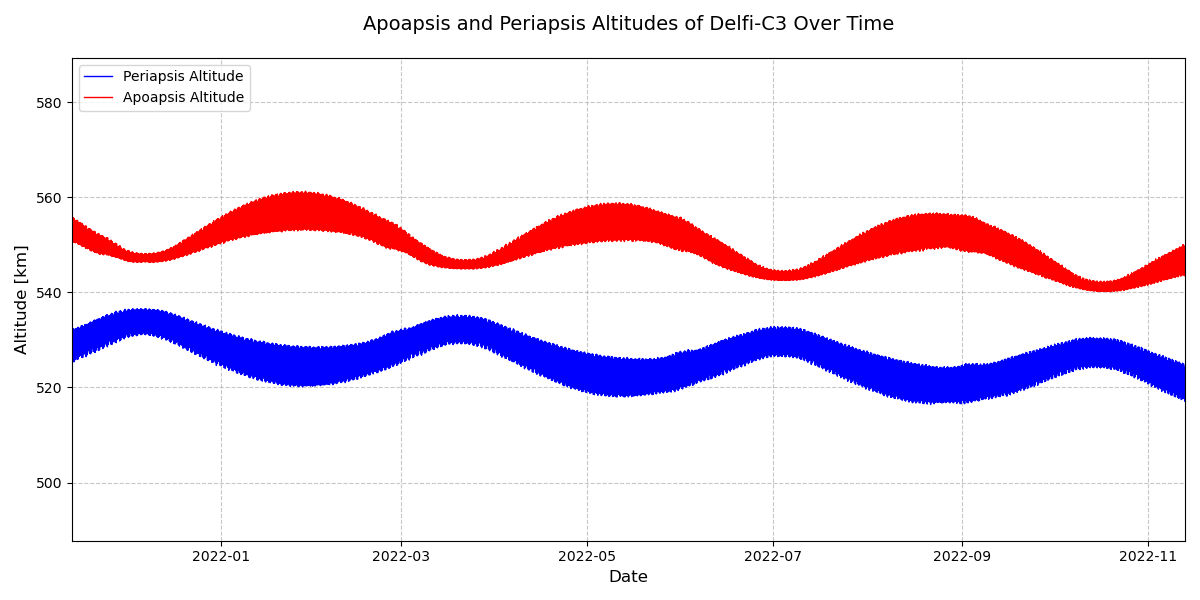 Apoapsis and Periapsis Altitudes of Delfi-C3 Over Time
Periapsis Altitude
Apoapsis Altitude
Altitude [km]
580
560
540
520
500
2022-01
2022-03
2022-05
2022-07
2022-09
2022-11
Date